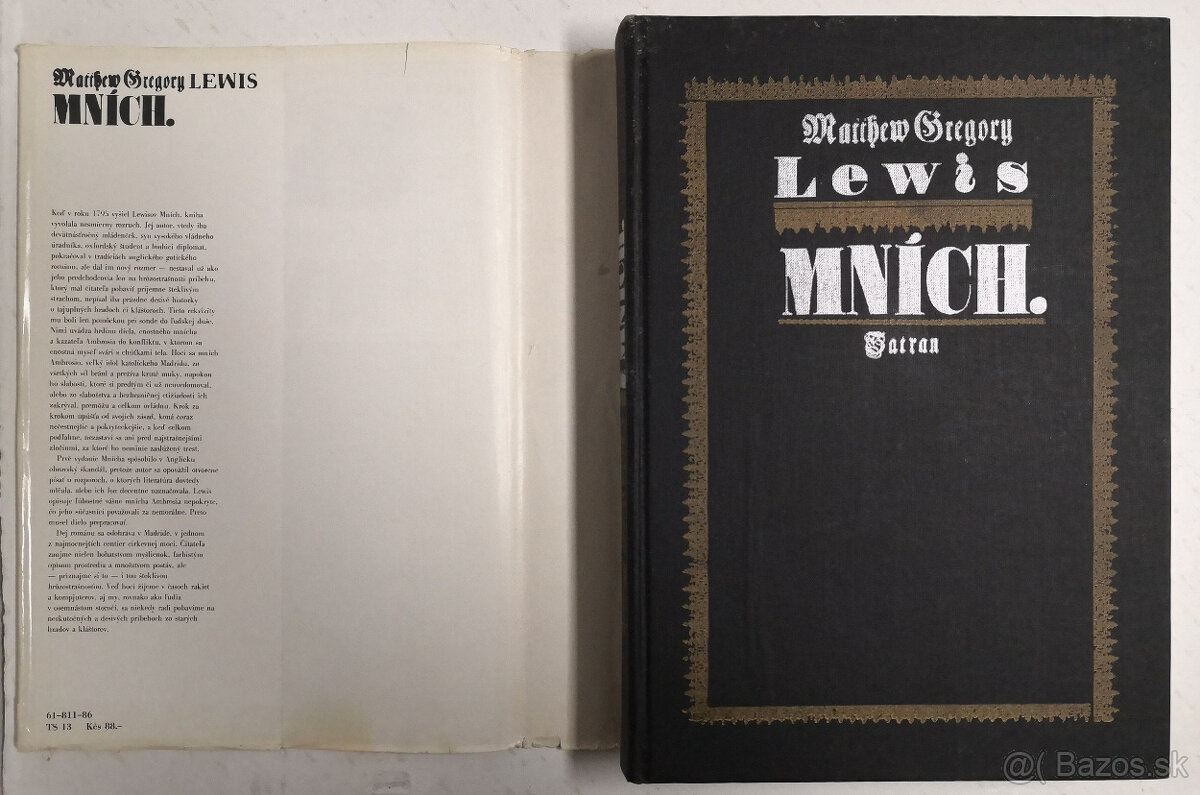 Matthew Gregory LEWIS
MNÍCH.
Keď v roku 1795 vyšiel Lewisov Mních, kniha
vyvolala nesmierny rozruch. Jej autor, vtedy iba
devätnásťročný mládenček, syn vysokého vládneho
úradníka, oxfordský študent a budúci diplomat,
pokračoval v tradíciách anglického gotického
románu, ale dal im nový rozmer — nestaval už ako
jeho predchodcovia len na hrôzostrašnosti príbehu,
ktorý mal čitateľa pobaviť príjemne šteklivým
strachom, nepísal iba prázdne desivé historky
o tajuplných hradoch či kláštoroch. Tieto rekvizity
mu boli len pomôckou pri sonde do ľudskej duše.
Nimi uvádza hrdinu diela, cnostného mnícha
a kazateľa Ambrosia do konfliktu, v ktorom sa
cnostná myseľ svári s chúťkami tela. Hoci sa mních
Ambrosio, veľký idol katolíckeho Madridu, zo
všetkých síl bráni a prežíva kruté muky, napokon
ho slabosti, ktoré si predtým či už neuvedomoval,
alebo zo slabošstva a bezhraničnej ctižiadosti ich
zakrýval, premôžu a celkom ovládnu. Krok za
krokom upúšťa od svojich zásad, koná čoraz
nečestnejšie a pokryteckejšie, a keď celkom
podľahne, nezastaví sa ani pred najstrašnejšími
zločinmi, za ktoré ho neminie zaslúžený trest.
Prvé vydanie Mnícha spôsobilo v Anglicku
obrovský škandál, pretože autor sa opovážil otvorene
písať o rozporoch, o ktorých literatúra dovtedy
mlčala, alebo ich len decentne naznačovala. Lewis
opisuje ľúbostné vášne mnícha Ambrosia nepokryte,
čo jeho súčasníci považovali za nemorálne. Preto
musel dielo prepracovať.
Dej románu sa odohráva v Madride, v jednom
z najmocnejších centier cirkevnej moci. Čitateľa
zaujme nielen bohatstvom myšlienok, farbistým
opisom prostredia a množstvom postáv, ale
— priznajme si to — i tou šteklivou
hrôzostrašnosťou. Veď hoci žijeme v časoch rakiet
a kompjuterov, aj my, rovnako ako ľudia
v osemnástom storočí, sa niekedy radi pobavíme na
neskutočných a desivých príbehoch zo starých
hradov a kláštorov.
61–811–86
TS 13 Kčs 88.–
Matthew Gregory
Lewis
MNÍCH.
Tatran
@( Bazos.sk